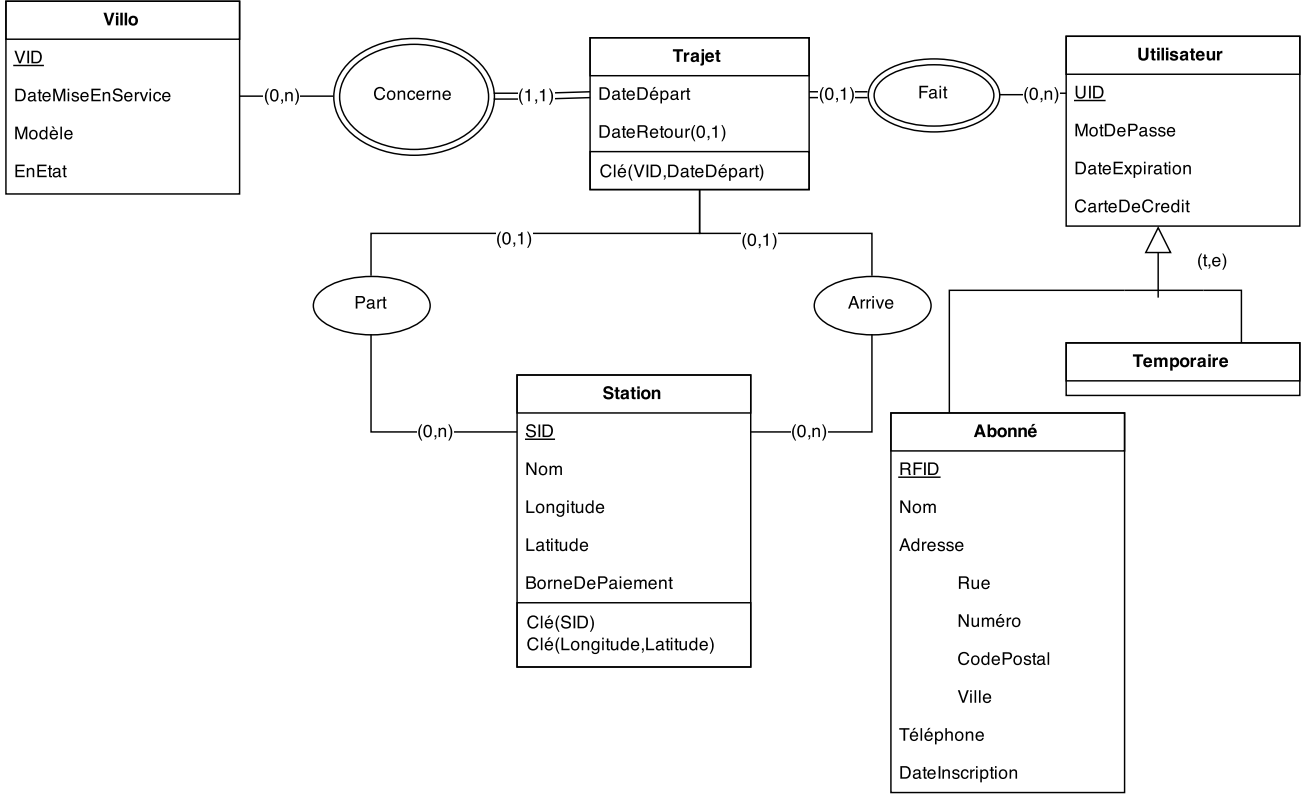 Villo
VID
DateMiseEnService
Modèle
EnEtat
(0,n)
Concerne
(1,1)
Trajet
DateDépart
DateRetour(0,1)
Clé(VID,DateDépart)
(0,1)
Fait
(0,n)
Utilisateur
UID
MotDePasse
DateExpiration
CarteDeCredit
(t,e)
(0,1)
(0,1)
Part
Arrive
(0,n)
(0,n)
Station
SID
Nom
Longitude
Latitude
BorneDePaiement
Clé(SID)
Clé(Longitude,Latitude)
Temporaire
Abonné
RFID
Nom
Adresse
Rue
Numéro
CodePostal
Ville
Téléphone
DateInscription